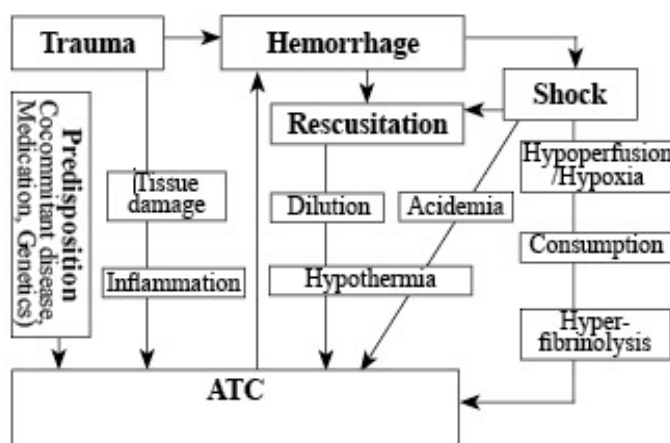 Trauma
Hemorrhage
Shock
Predisposition
Cocommitant disease,
Medication, Genetics)
Rescusitation
Hypoperfusion
/Hypoxia
Tissue
damage
Dilution
Acidemia
Consumption
Inflammation
Hypothermia
Hyper-
fibrinolysis
ATC